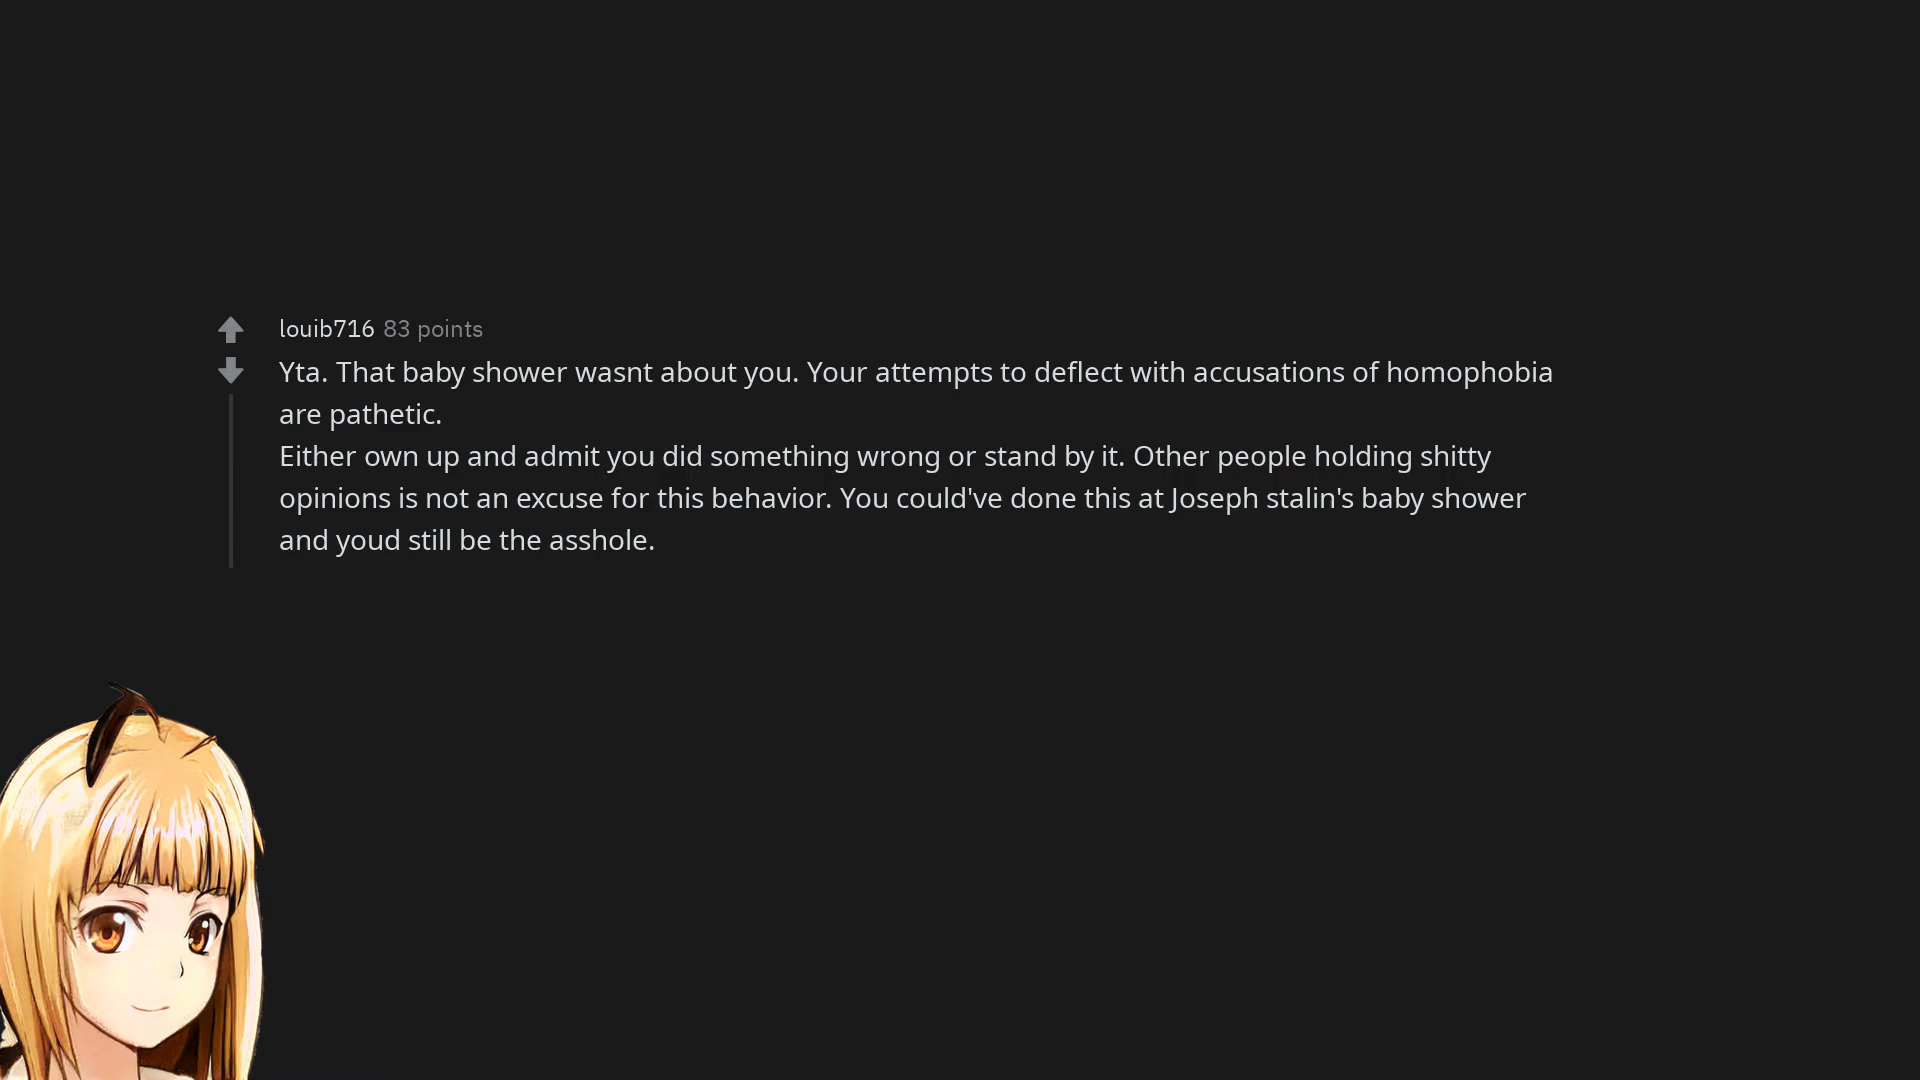 louib716 83 points
Yta. That baby shower wasnt about you. Your attempts to deflect with accusations of homophobia
are pathetic.
Either own up and admit you did something wrong or stand by it. Other people holding shitty
opinions is not an excuse for this behavior. You could've done this at Joseph stalin's baby shower
and youd still be the asshole.